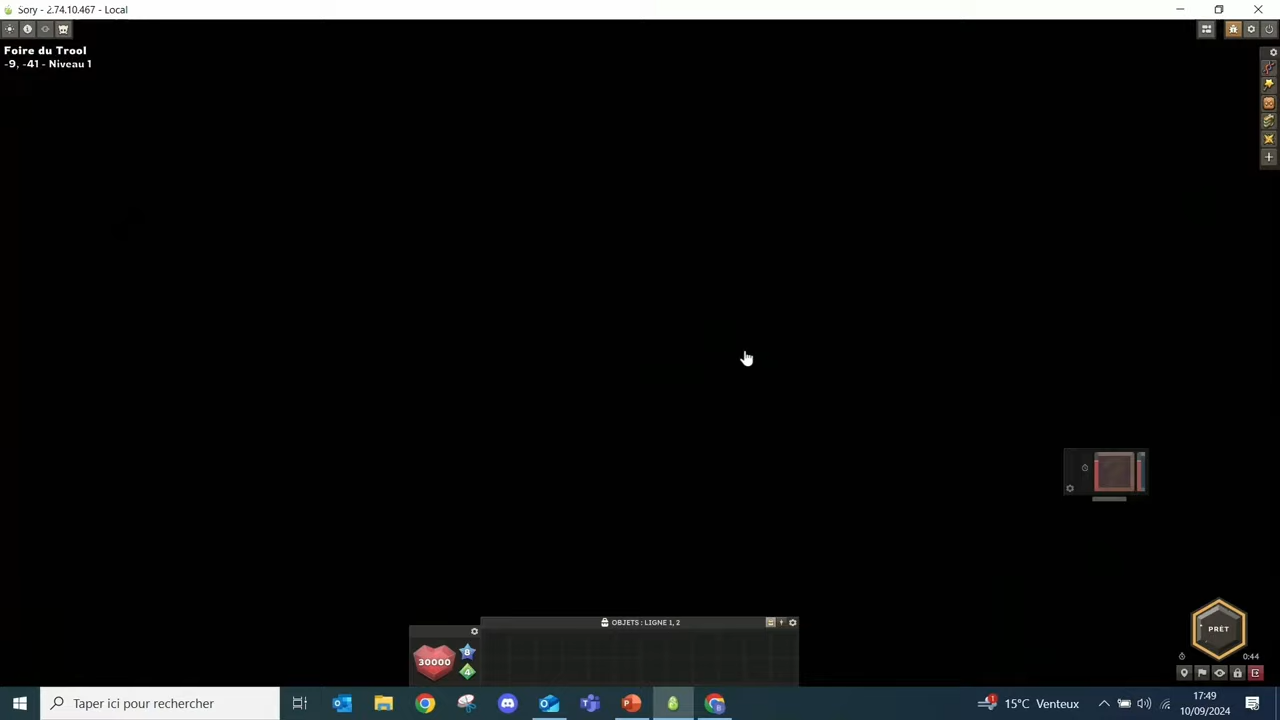 Sory - 2.74.10.467 - Local
Foire du Trool
-9, -41 - Niveau 1
OBJETS : LIGNE 1, 2
30000
8
4
PRÊT
0:44
Taper ici pour rechercher
1
15°C Venteux
17:49
10/09/2024